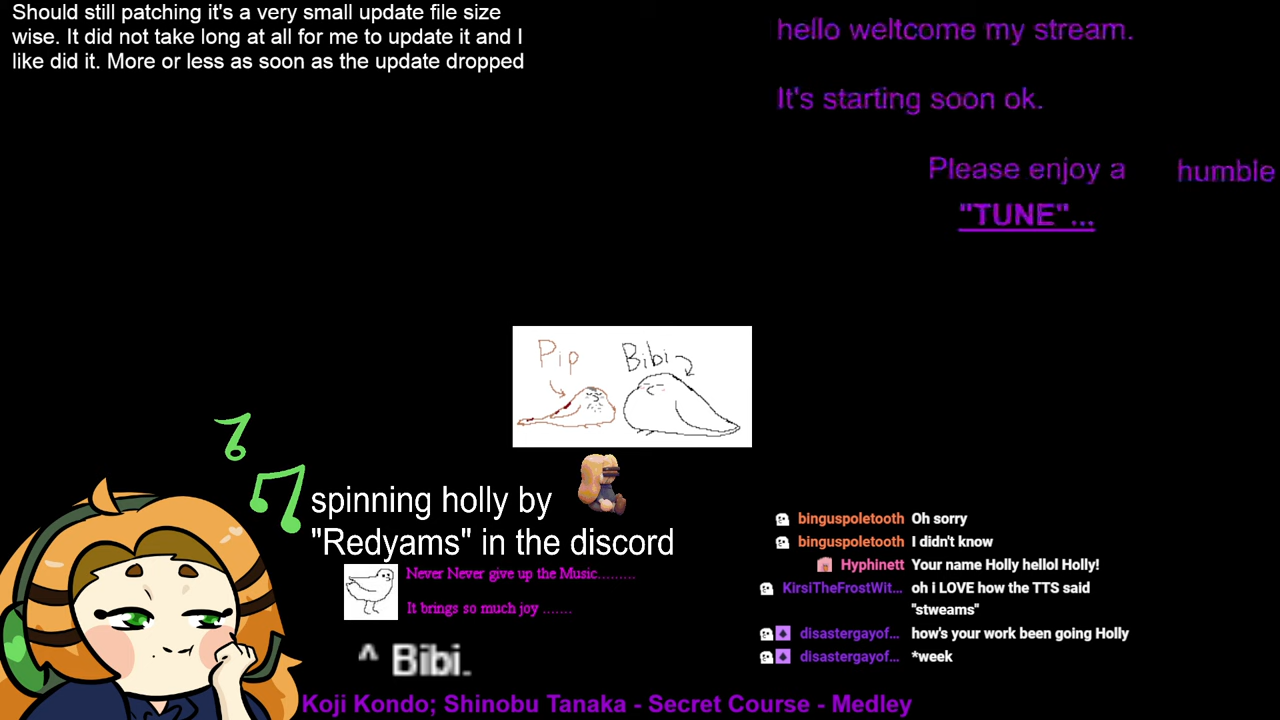 Should still patching it's a very small update file size
wise. It did not take long at all for me to update it and I
like did it. More or less as soon as the update dropped
hello weltcome my stream.
It's starting soon ok.
Please enjoy a humble
"TUNE"...
Pip
Bibi
spinning holly by
"Redyams" in the discord
Never Never give up the Music.........
It brings so much joy .......
^ Bibi.
binguspoletooth Oh sorry
binguspoletooth I didn't know
Hyphinett Your name Holly hellol Holly!
KirsiTheFrostWit... oh i LOVE how the TTS said
"stweams"
disastergayof... how's your work been going Holly
disastergayof... *week
Koji Kondo; Shinobu Tanaka - Secret Course - Medley